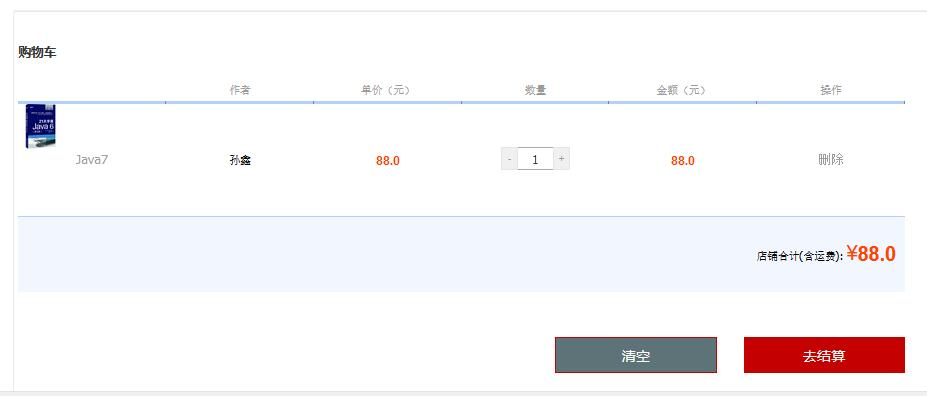 购物车
作者 单价（元） 数量 金额（元） 操作
Java 6
Java7 孙鑫 88.0 - 1 + 88.0 删除
店铺合计(含运费): ¥88.0
清空 去结算